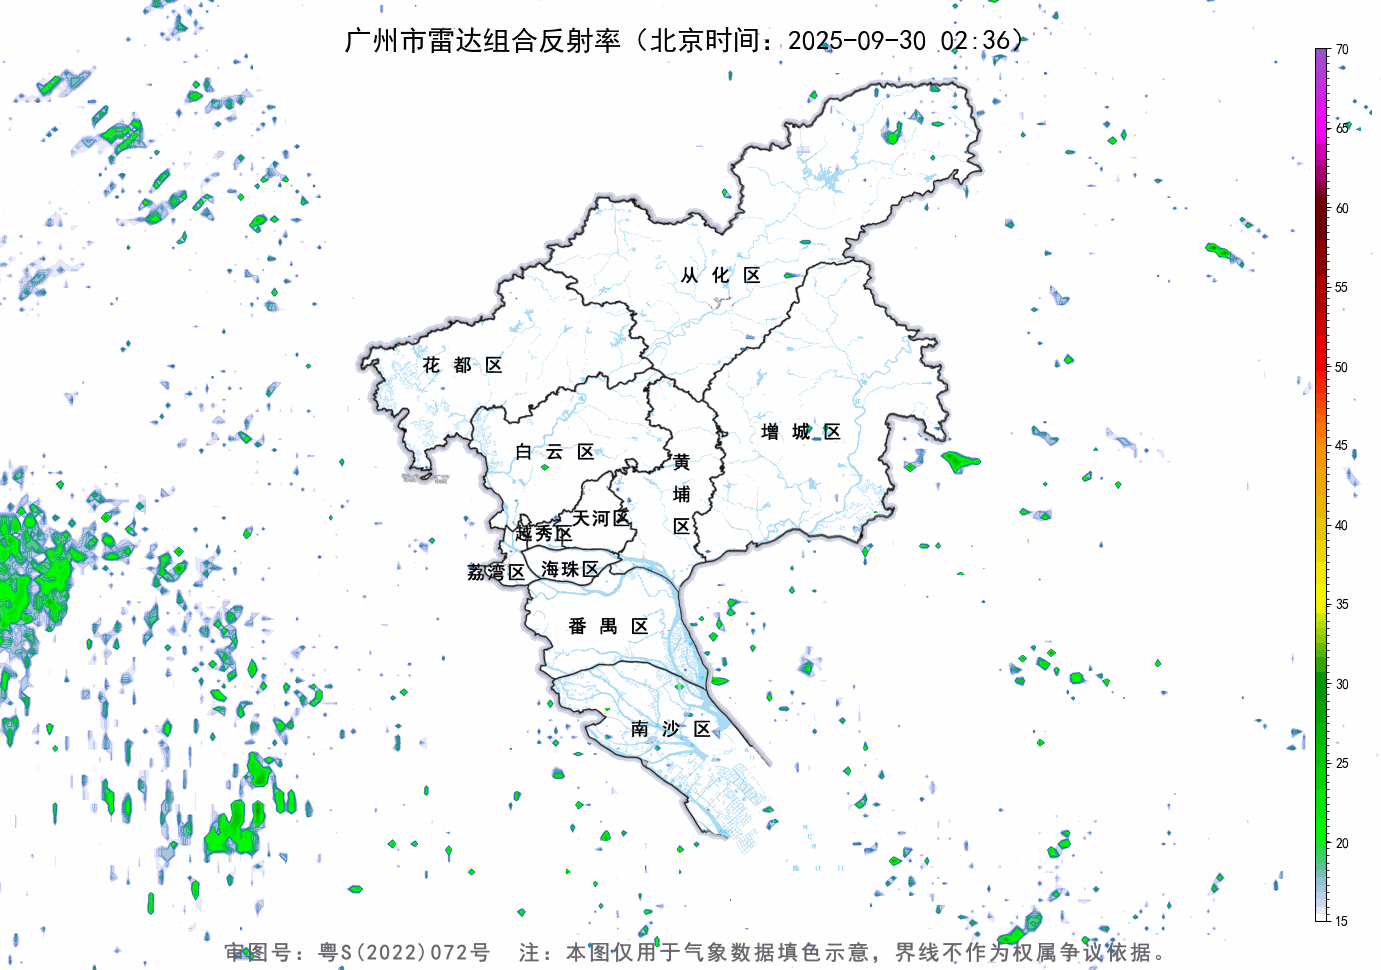 广州市雷达组合反射率（北京时间：2025-09-30 02:36）
70
65
60
55
50
45
40
35
30
25
20
15
从化区
花都区
增城区
白云区
黄埔区
天河区
越秀区
荔湾区
海珠区
番禺区
南沙区
审图号：粤S(2022)072号 注：本图仅用于气象数据填色示意，界线不作为权属争议依据。